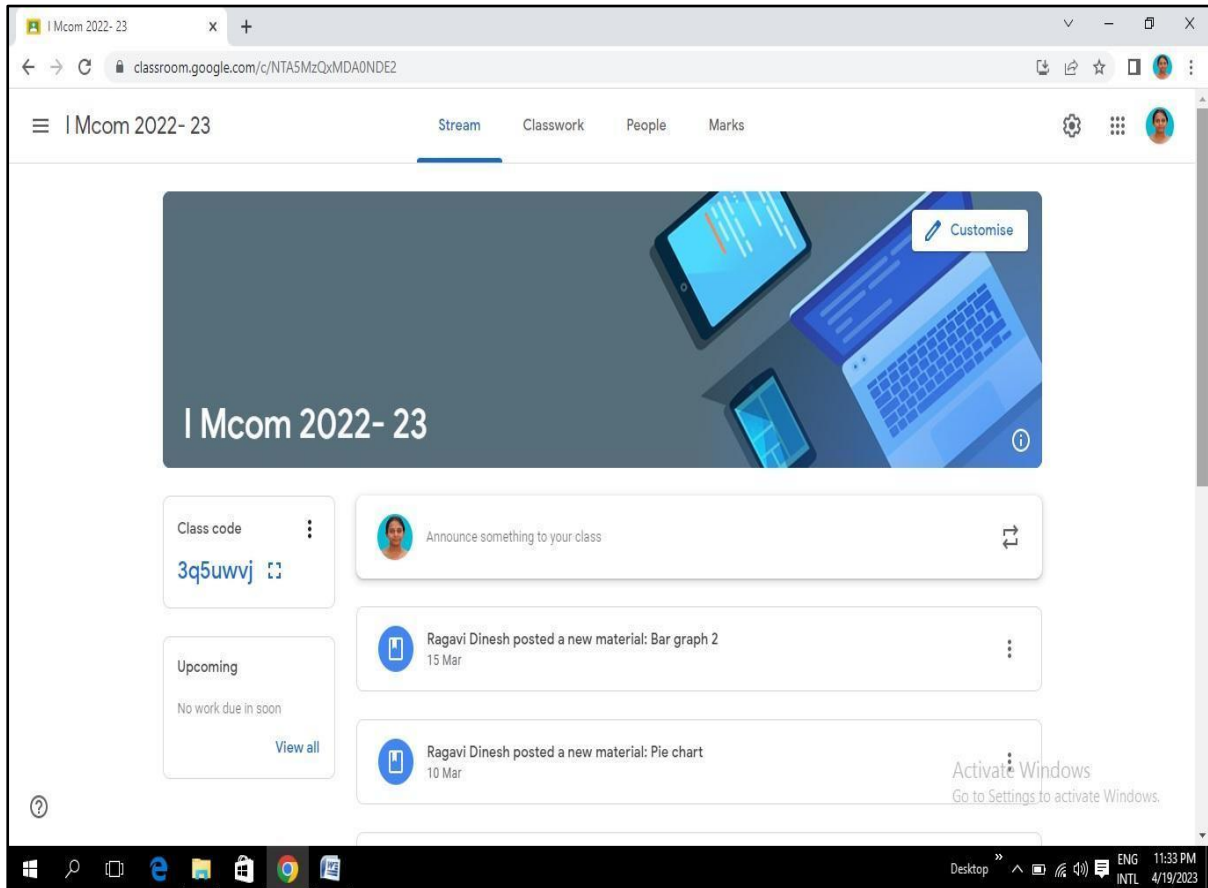 I Mcom 2022- 23
classroom.google.com/c/NTA5MzQxMDA0NDE2
I Mcom 2022- 23
Stream
Classwork
People
Marks
Customise
I Mcom 2022- 23
Class code
3q5uwvj
Announce something to your class
Ragavi Dinesh posted a new material: Bar graph 2
15 Mar
Upcoming
No work due in soon
View all
Ragavi Dinesh posted a new material: Pie chart
10 Mar
Activate Windows
Go to Settings to activate Windows.
Desktop
ENG
INTL
11:33 PM
4/19/2023